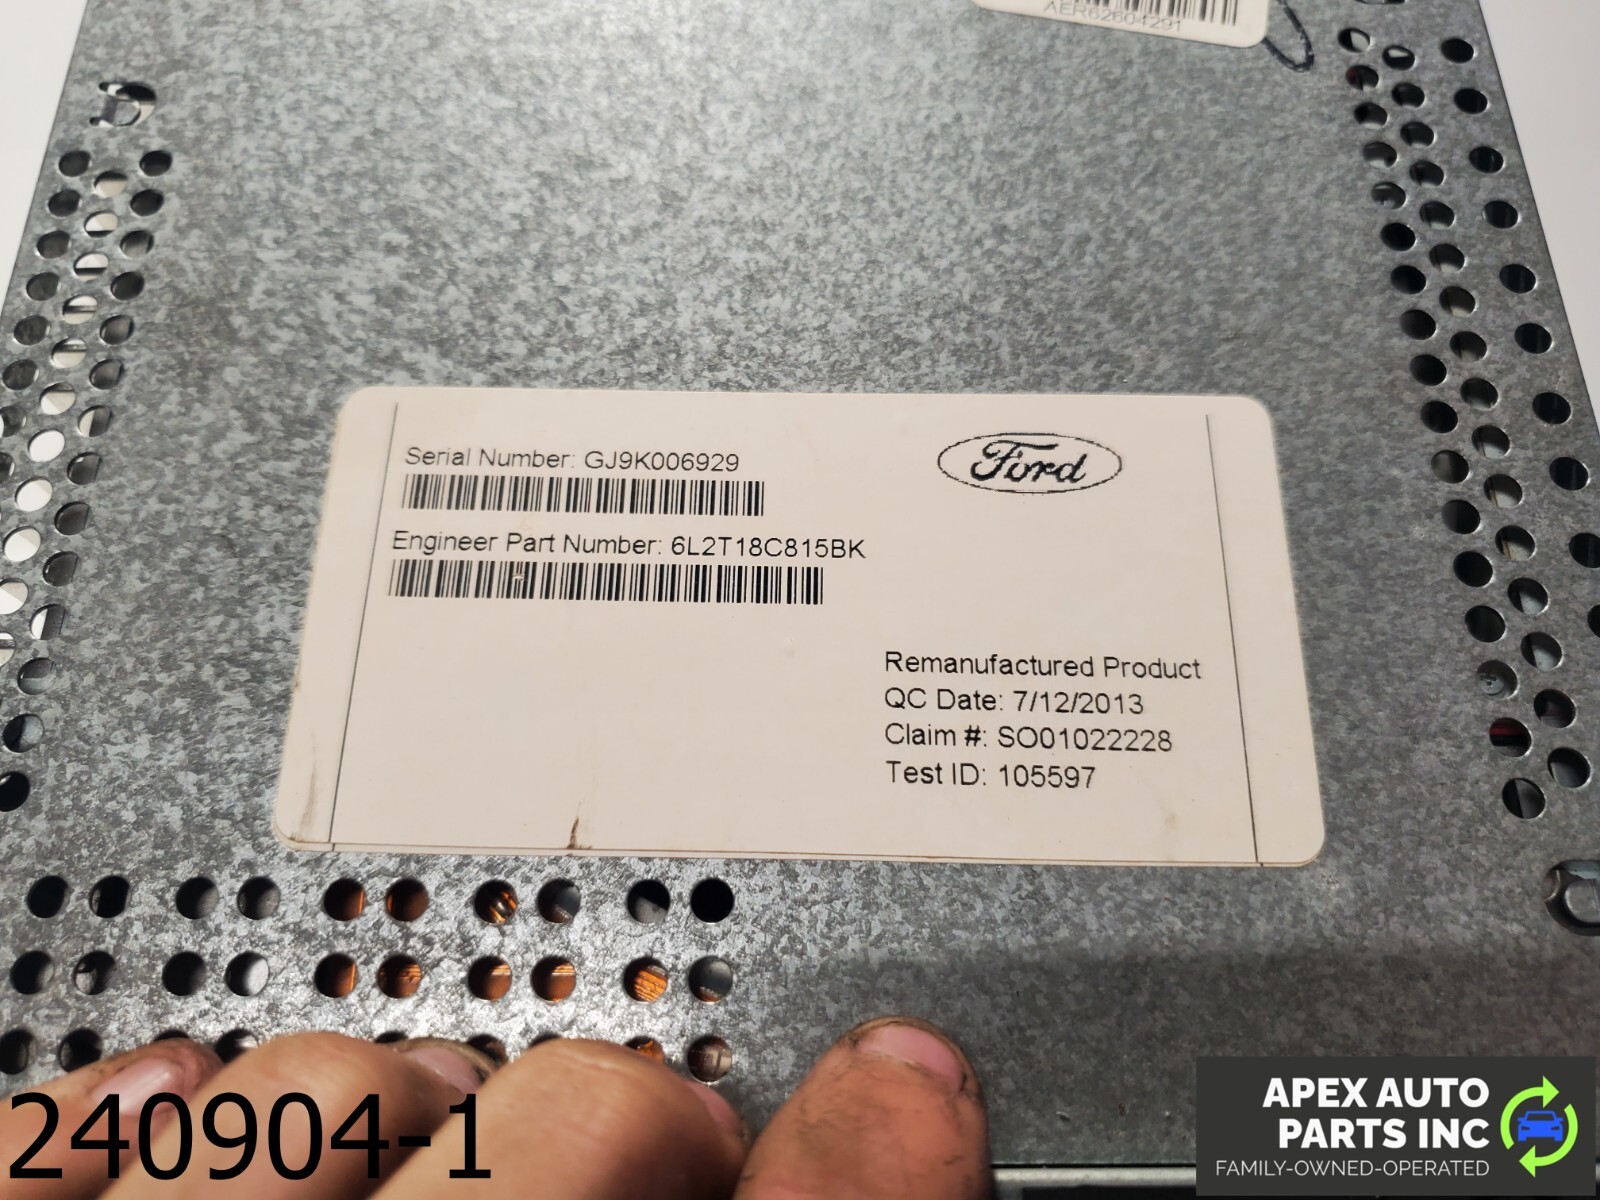 AER62604291
Serial Number: GJ9K006929
Ford
Engineer Part Number: 6L2T18C815BK
Remanufactured Product
QC Date: 7/12/2013
Claim #: SO01022228
Test ID: 105597
240904-1
APEX AUTO
PARTS INC
FAMILY-OWNED-OPERATED